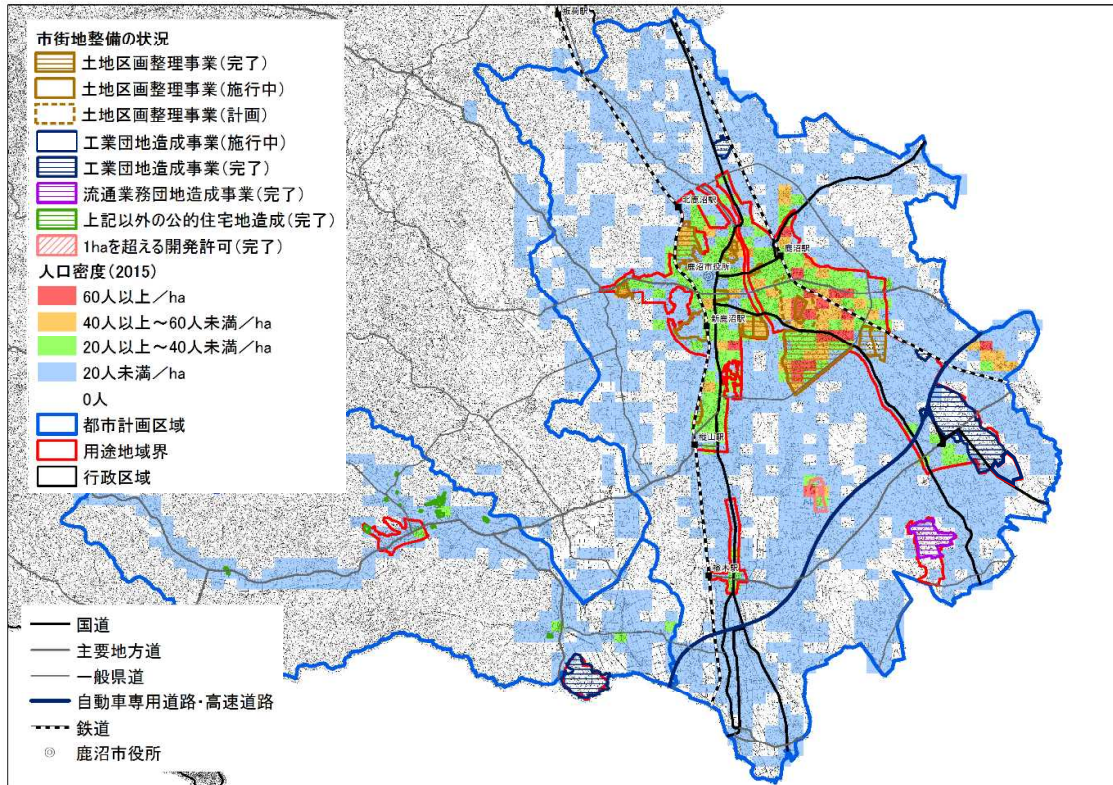 板荷駅
市街地整備の状況
土地区画整理事業(完了)
土地区画整理事業(施行中)
土地区画整理事業(計画)
工業団地造成事業(施行中)
工業団地造成事業(完了)
流通業務団地造成事業(完了)
上記以外の公的住宅地造成(完了)
1haを超える開発許可(完了)
人口密度(2015)
60人以上/ha
40人以上~60人未満/ha
20人以上~40人未満/ha
20人未満/ha
0人
都市計画区域
用途地域界
行政区域
北鹿沼駅
鹿沼駅
鹿沼市役所
新鹿沼駅
樅山駅
楡木駅
国道
主要地方道
一般県道
自動車専用道路・高速道路
鉄道
鹿沼市役所